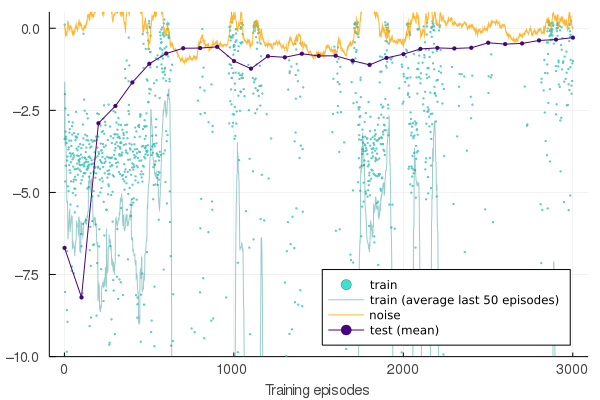 0.0
−2.5
−5.0
−7.5
−10.0
0
1000
2000
3000
Training episodes
train
train (average last 50 episodes)
noise
test (mean)